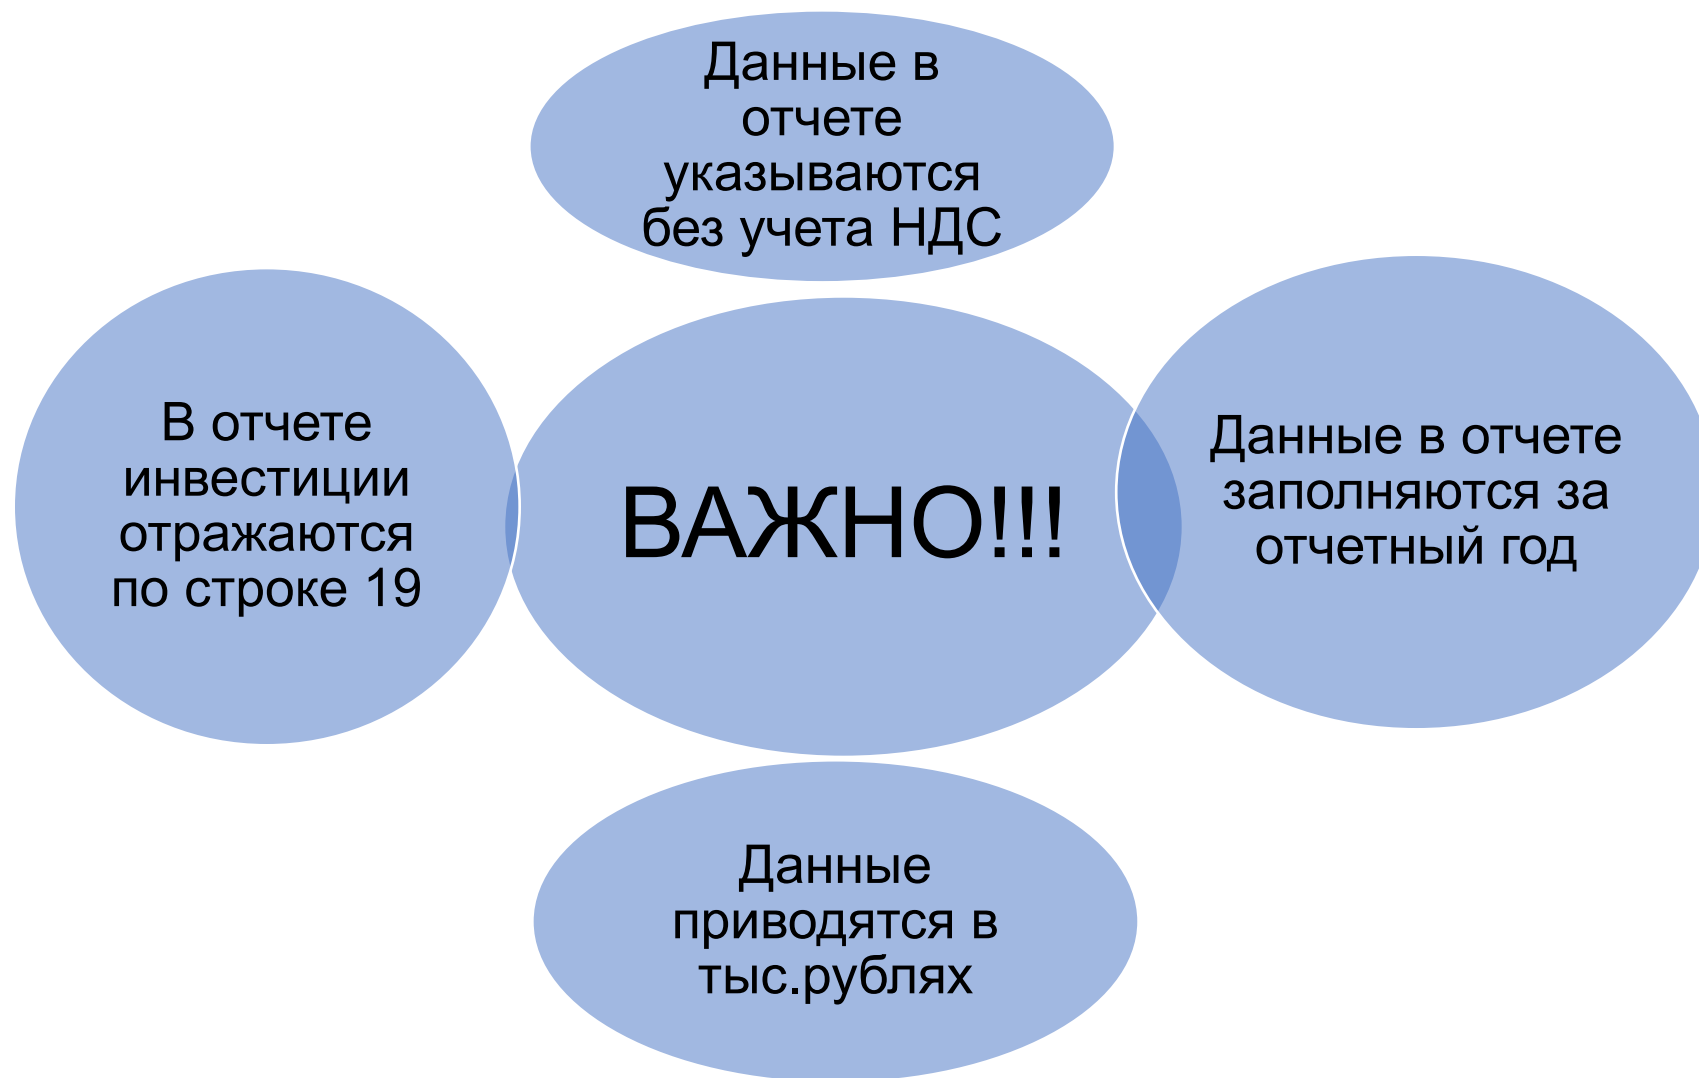 Данные в
отчете
указываются
без учета НДС
В отчете
инвестиции
отражаются
по строке 19
ВАЖНО!!!
Данные в отчете
заполняются за
отчетный год
Данные
приводятся в
тыс.рублях